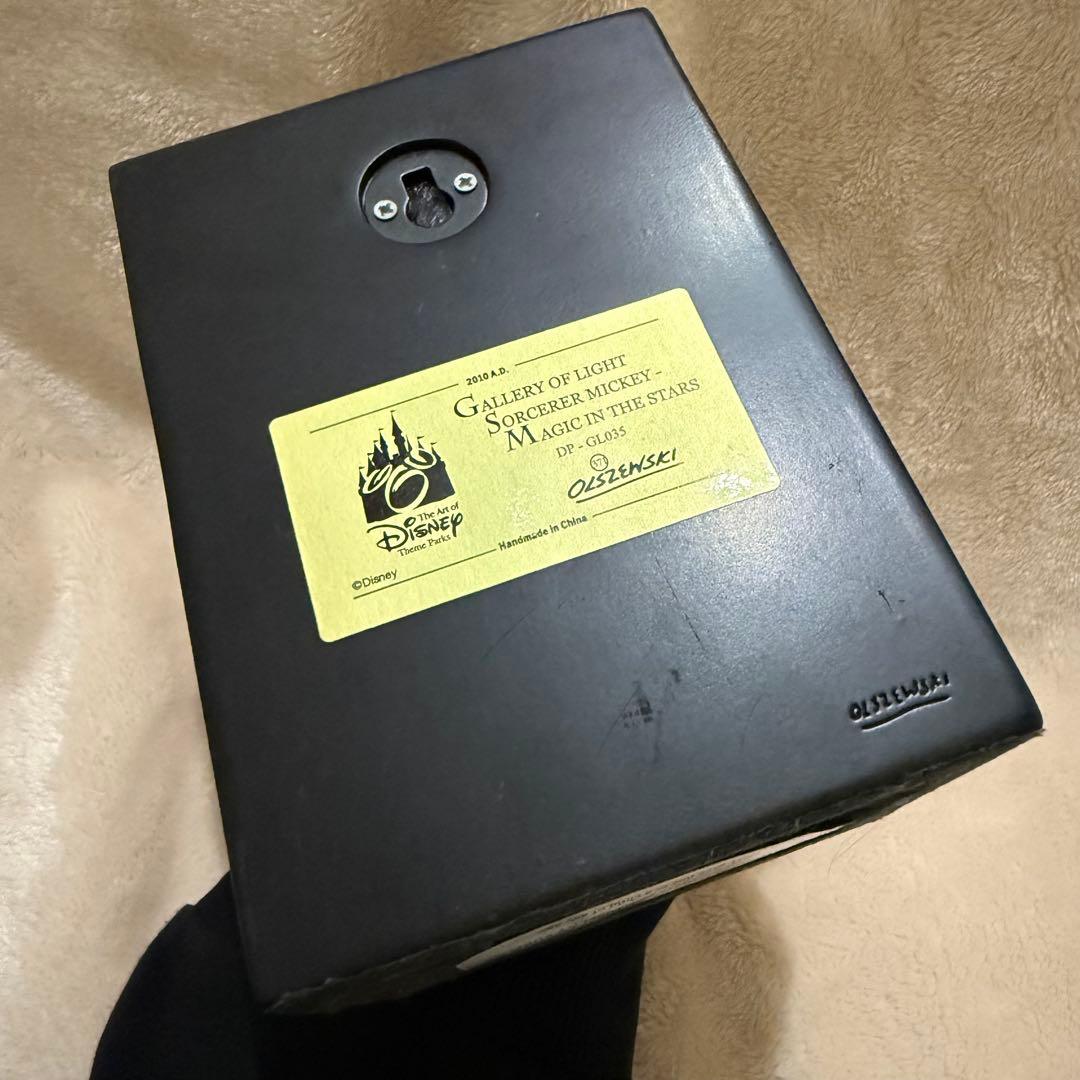 2010 A.D.
GALLERY OF LIGHT
SORCERER MICKEY -
MAGIC IN THE STARS
DP - GL035
OLSZEWSKI
The Art of
DISNEY
Theme Parks
Handmade in China
©Disney
OLSZEWSKI